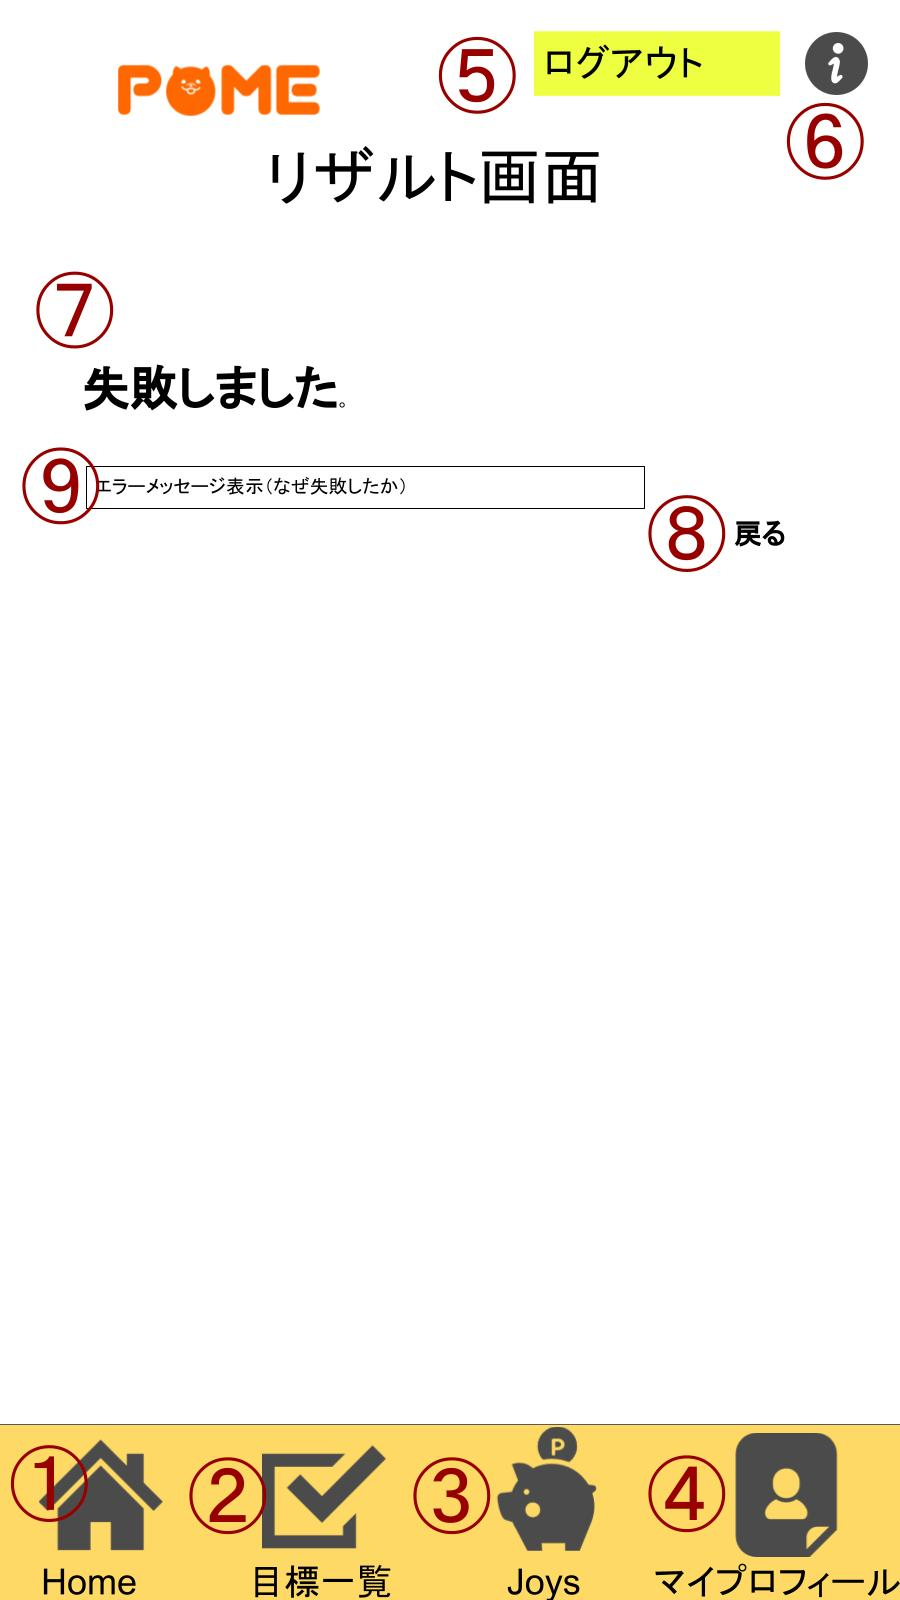 POME
⑤ ログアウト
⑥
リザルト画面
⑦
失敗しました。
⑨ エラーメッセージ表示（なぜ失敗したか）
⑧ 戻る
① ② ③ P ④
Home 目標一覧 Joys マイプロフィール